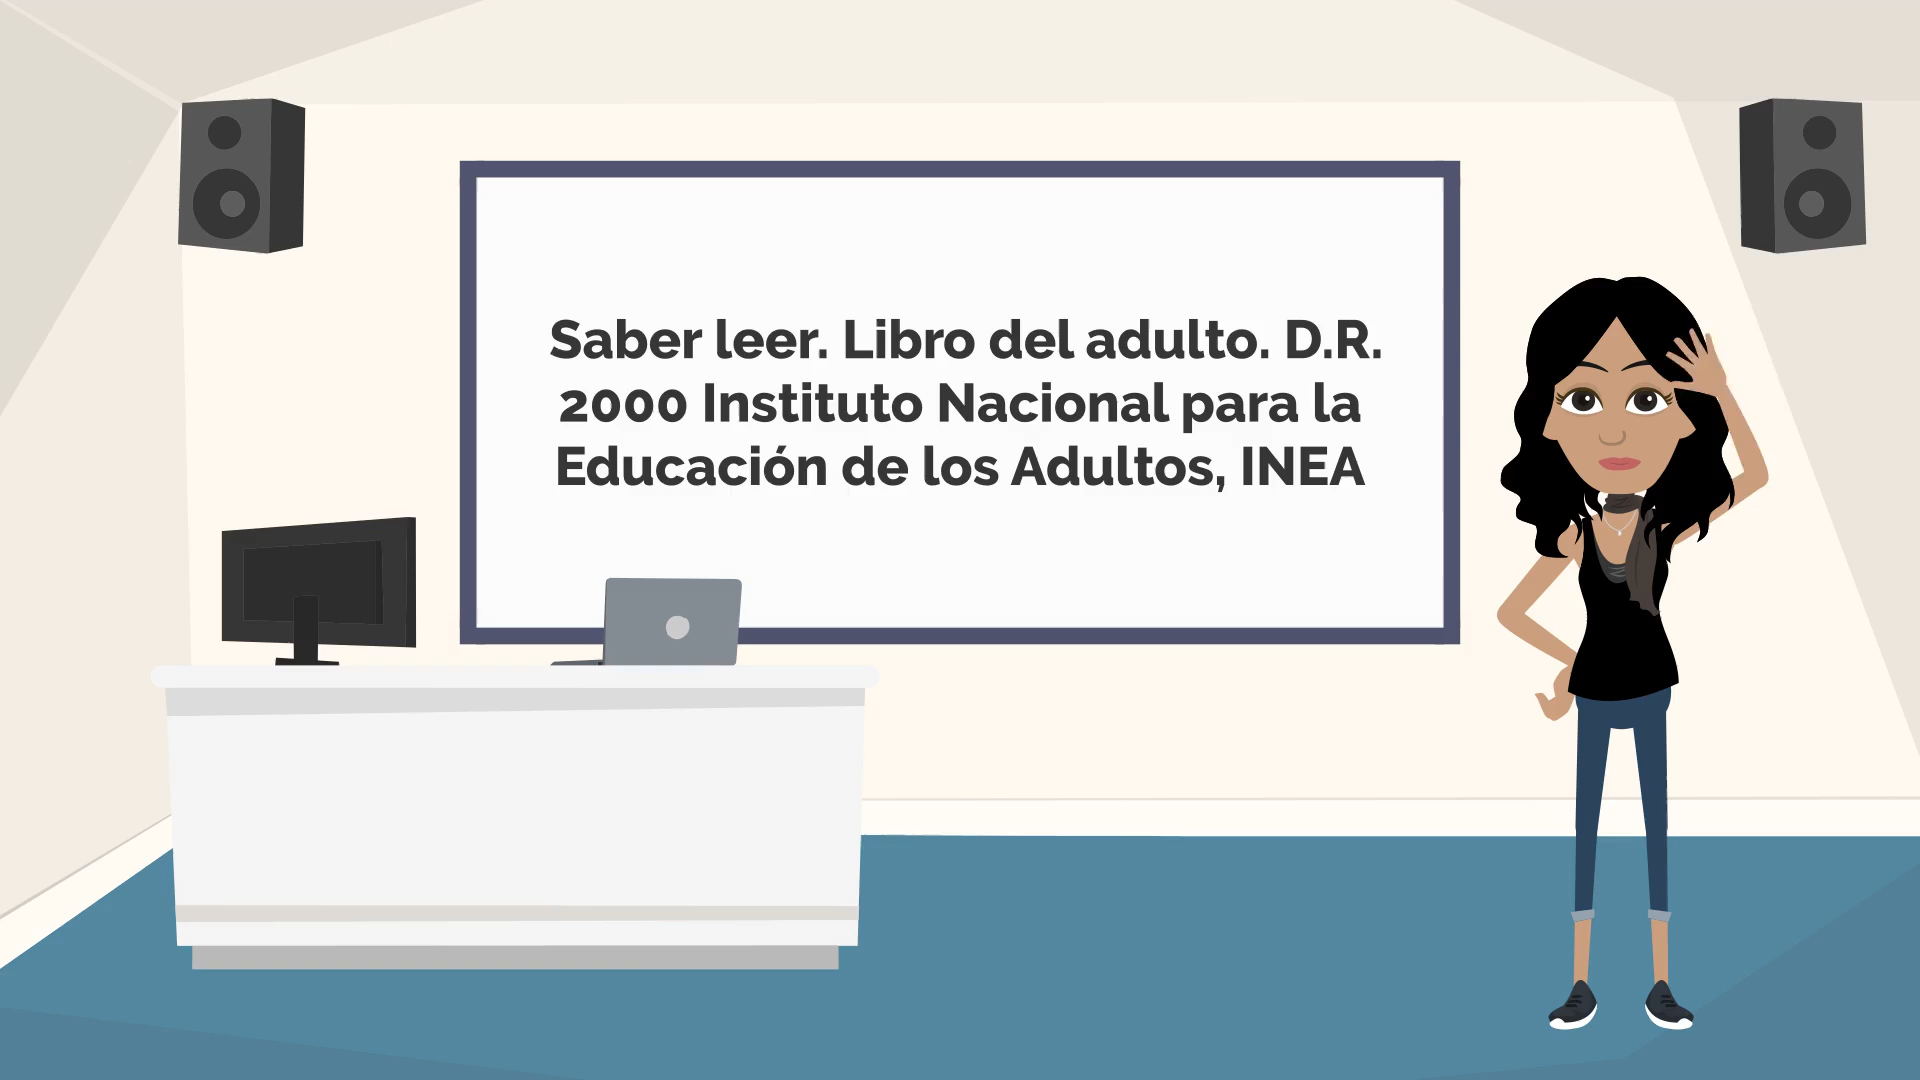 Saber leer. Libro del adulto. D.R.
2000 Instituto Nacional para la
Educación de los Adultos, INEA